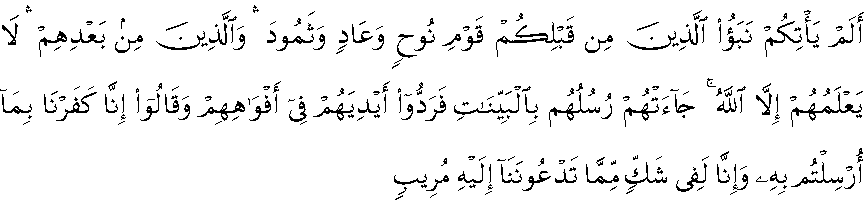 أَلَمْ يَأْتِكُمْ نَبَؤُا۟ ٱلَّذِينَ مِن قَبْلِكُمْ قَوْمِ نُوحٍ وَعَادٍ وَثَمُودَ ۛ وَٱلَّذِينَ مِنۢ بَعْدِهِمْ ۛ لَا
يَعْلَمُهُمْ إِلَّا ٱللَّهُ ۚ جَآءَتْهُمْ رُسُلُهُم بِٱلْبَيِّنَـٰتِ فَرَدُّوٓا۟ أَيْدِيَهُمْ فِىٓ أَفْوَٰهِهِمْ وَقَالُوٓا۟ إِنَّا كَفَرْنَا بِمَآ
أُرْسِلْتُم بِهِۦ وَإِنَّا لَفِى شَكٍّ مِّمَّا تَدْعُونَنَآ إِلَيْهِ مُرِيبٍ